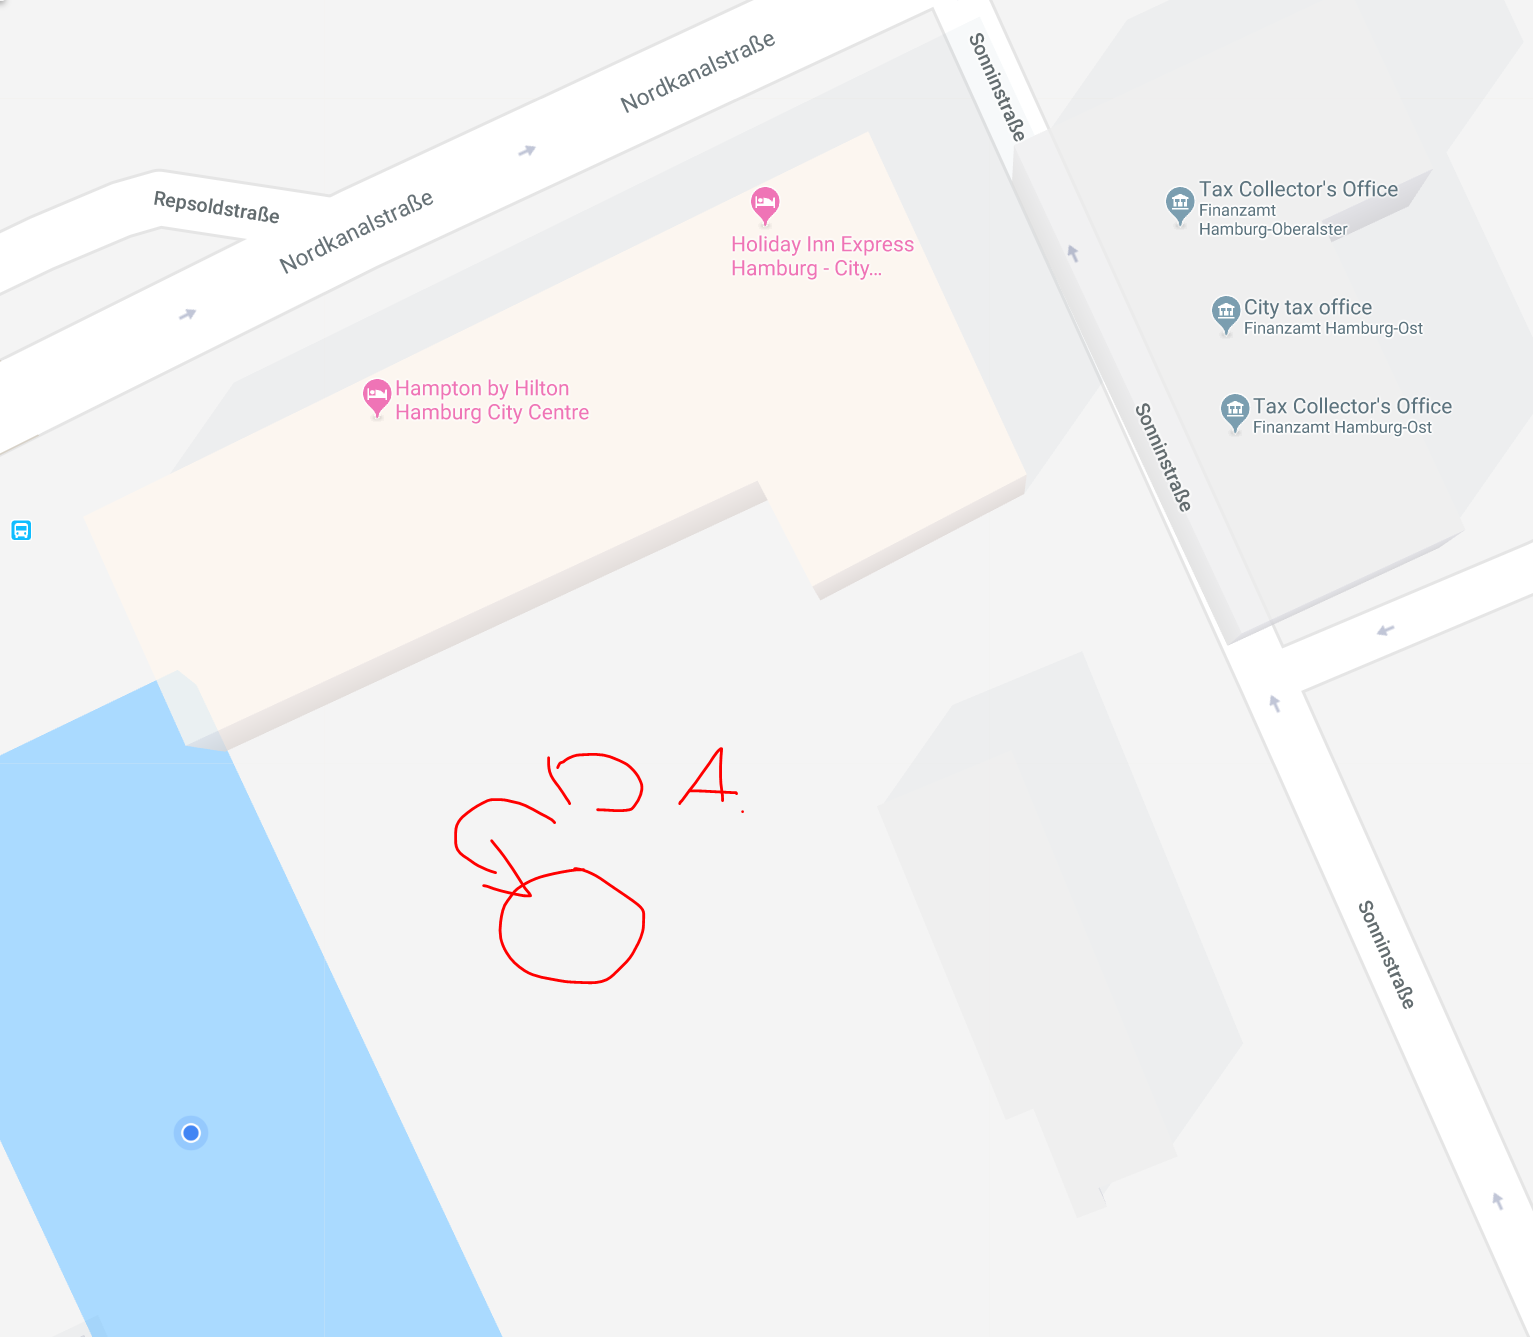 Nordkanalstraße
Sonninstraße
Repsoldstraße
Nordkanalstraße
Tax Collector's Office
Finanzamt
Hamburg-Oberalster
Holiday Inn Express
Hamburg - City...
City tax office
Finanzamt Hamburg-Ost
Hampton by Hilton
Hamburg City Centre
Tax Collector's Office
Finanzamt Hamburg-Ost
Sonninstraße
DA.
Sonninstraße